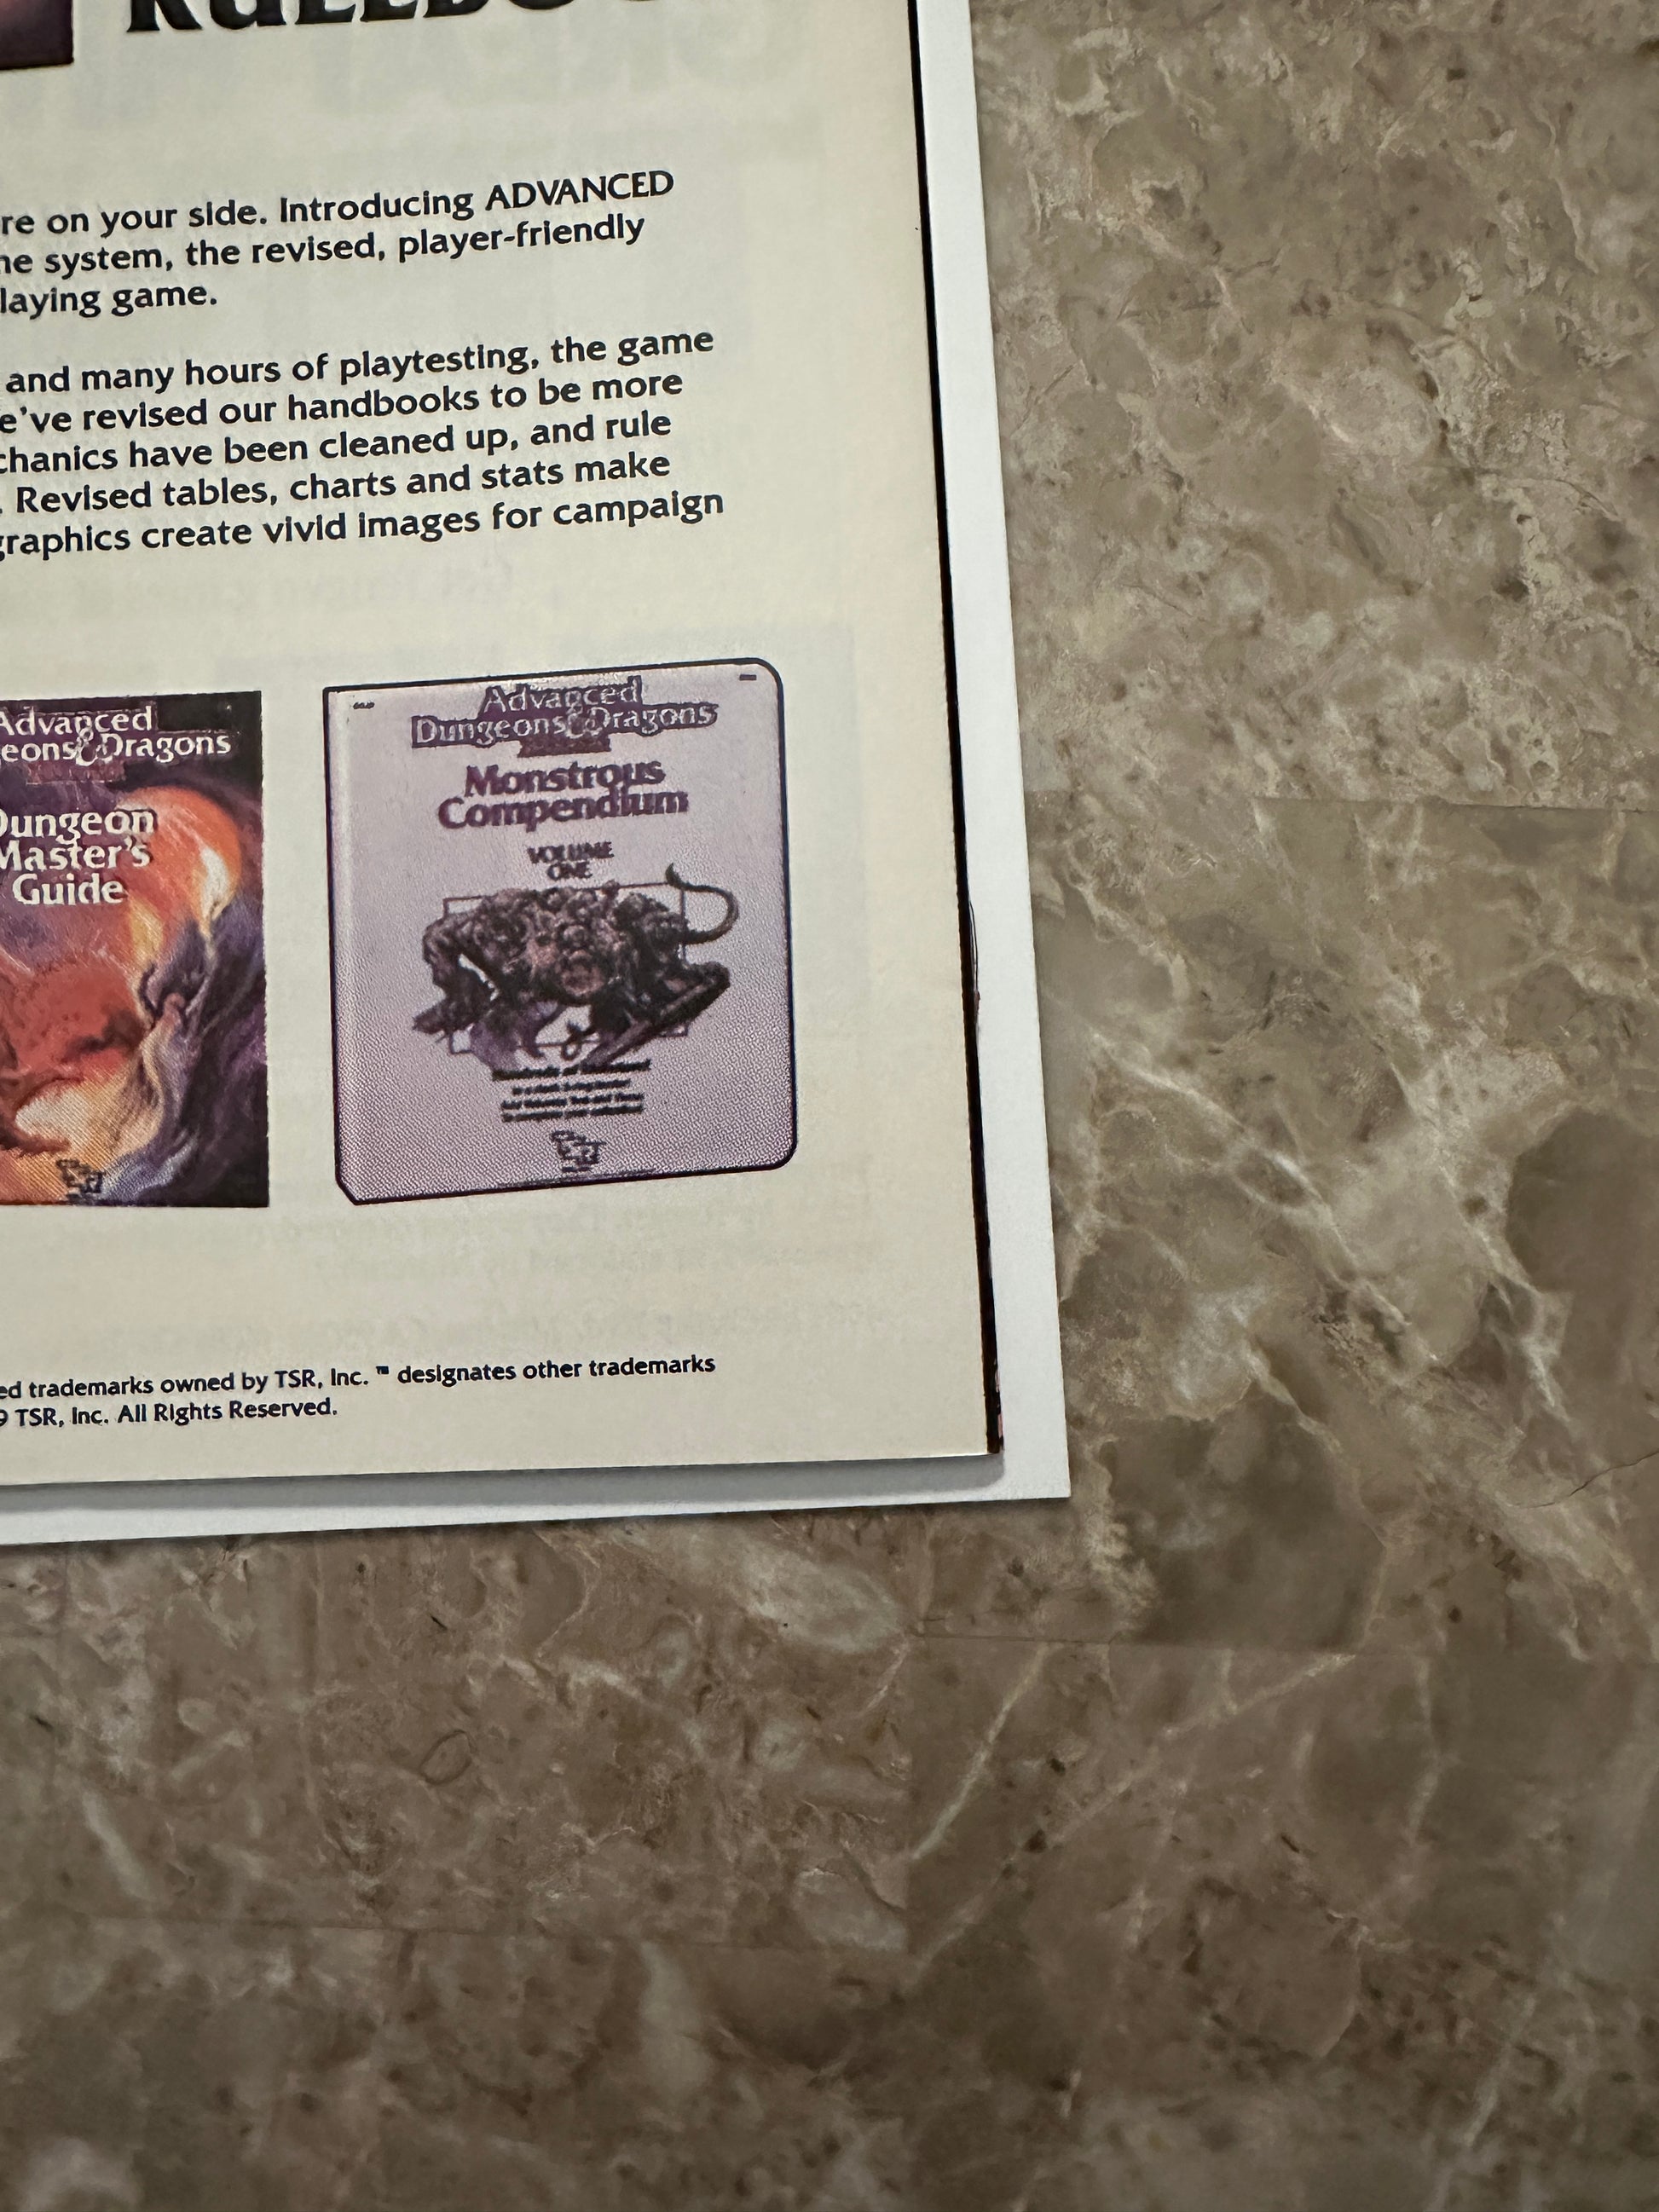 RULEBO
re on your side. Introducing ADVANCED
ne system, the revised, player-friendly
laying game.
and many hours of playtesting, the game
e've revised our handbooks to be more
chanics have been cleaned up, and rule
. Revised tables, charts and stats make
graphics create vivid images for campaign
Advanced
eons & Dragons
Dungeon
Master's
Guide
Advanced
Dungeons & Dragons
Monstrous
Compendium
VOLUME
ONE
TSR
ed trademarks owned by TSR, Inc. ™ designates other trademarks
9 TSR, Inc. All Rights Reserved.